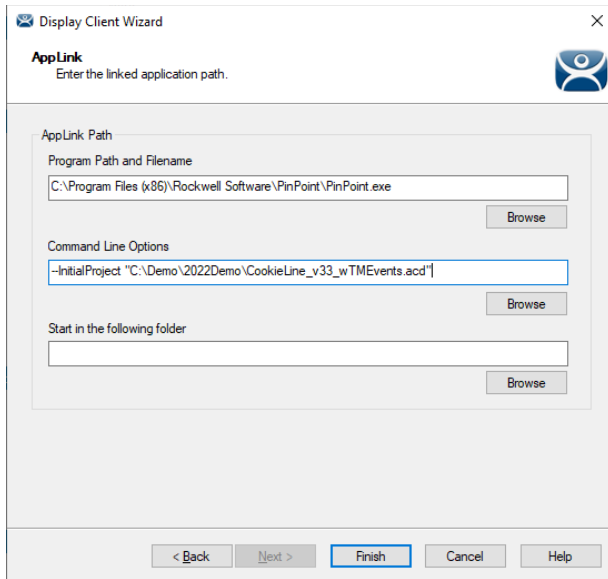 Display Client Wizard
AppLink
Enter the linked application path.
AppLink Path
Program Path and Filename
C:\Program Files (x86)\Rockwell Software\PinPoint\PinPoint.exe
Browse
Command Line Options
--InitialProject "C:\Demo\2022Demo\CookieLine_v33_wTMEvents.acd"
Browse
Start in the following folder
Browse
< Back Next > Finish Cancel Help